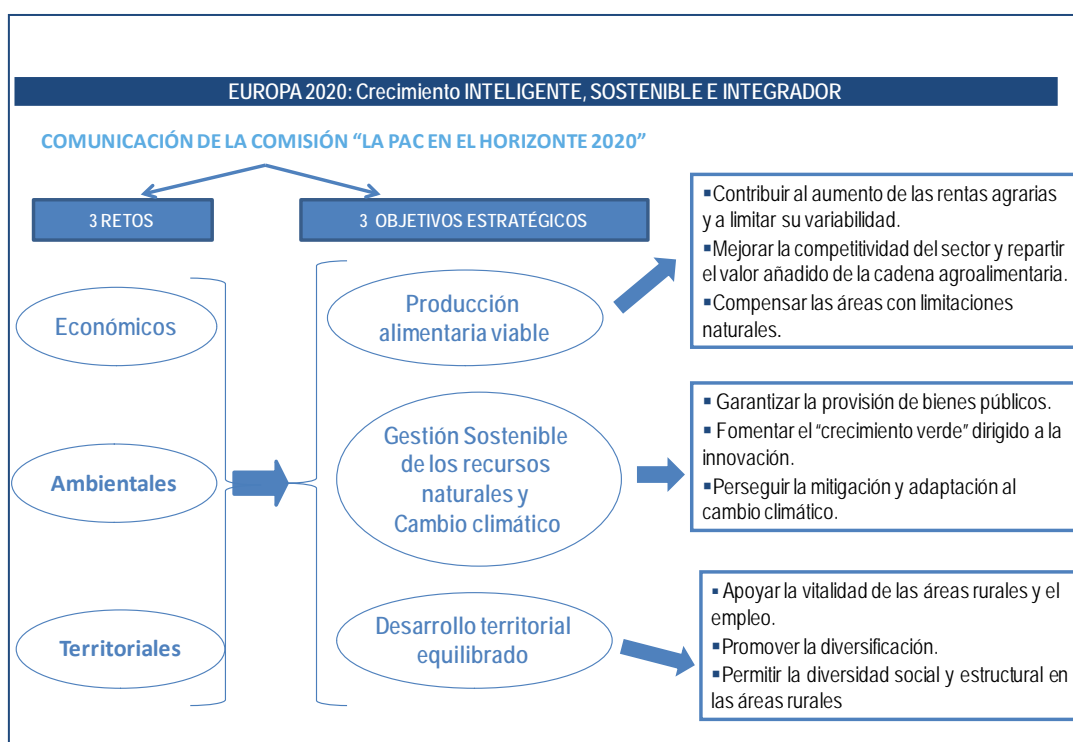 EUROPA 2020: Crecimiento INTELIGENTE, SOSTENIBLE E INTEGRADOR
COMUNICACIÓN DE LA COMISIÓN “LA PAC EN EL HORIZONTE 2020”
3 RETOS
3 OBJETIVOS ESTRATÉGICOS
Económicos
Ambientales
Territoriales
Producción
alimentaria viable
Gestión Sostenible
de los recursos
naturales y
Cambio climático
Desarrollo territorial
equilibrado
▪Contribuir al aumento de las rentas agrarias
y a limitar su variabilidad.
▪Mejorar la competitividad del sector y repartir
el valor añadido de la cadena agroalimentaria.
▪Compensar las áreas con limitaciones
naturales.
▪ Garantizar la provisión de bienes públicos.
▪ Fomentar el “crecimiento verde” dirigido a la
innovación.
▪Perseguir la mitigación y adaptación al
cambio climático.
▪ Apoyar la vitalidad de las áreas rurales y el
empleo.
▪Promover la diversificación.
▪Permitir la diversidad social y estructural en
las áreas rurales